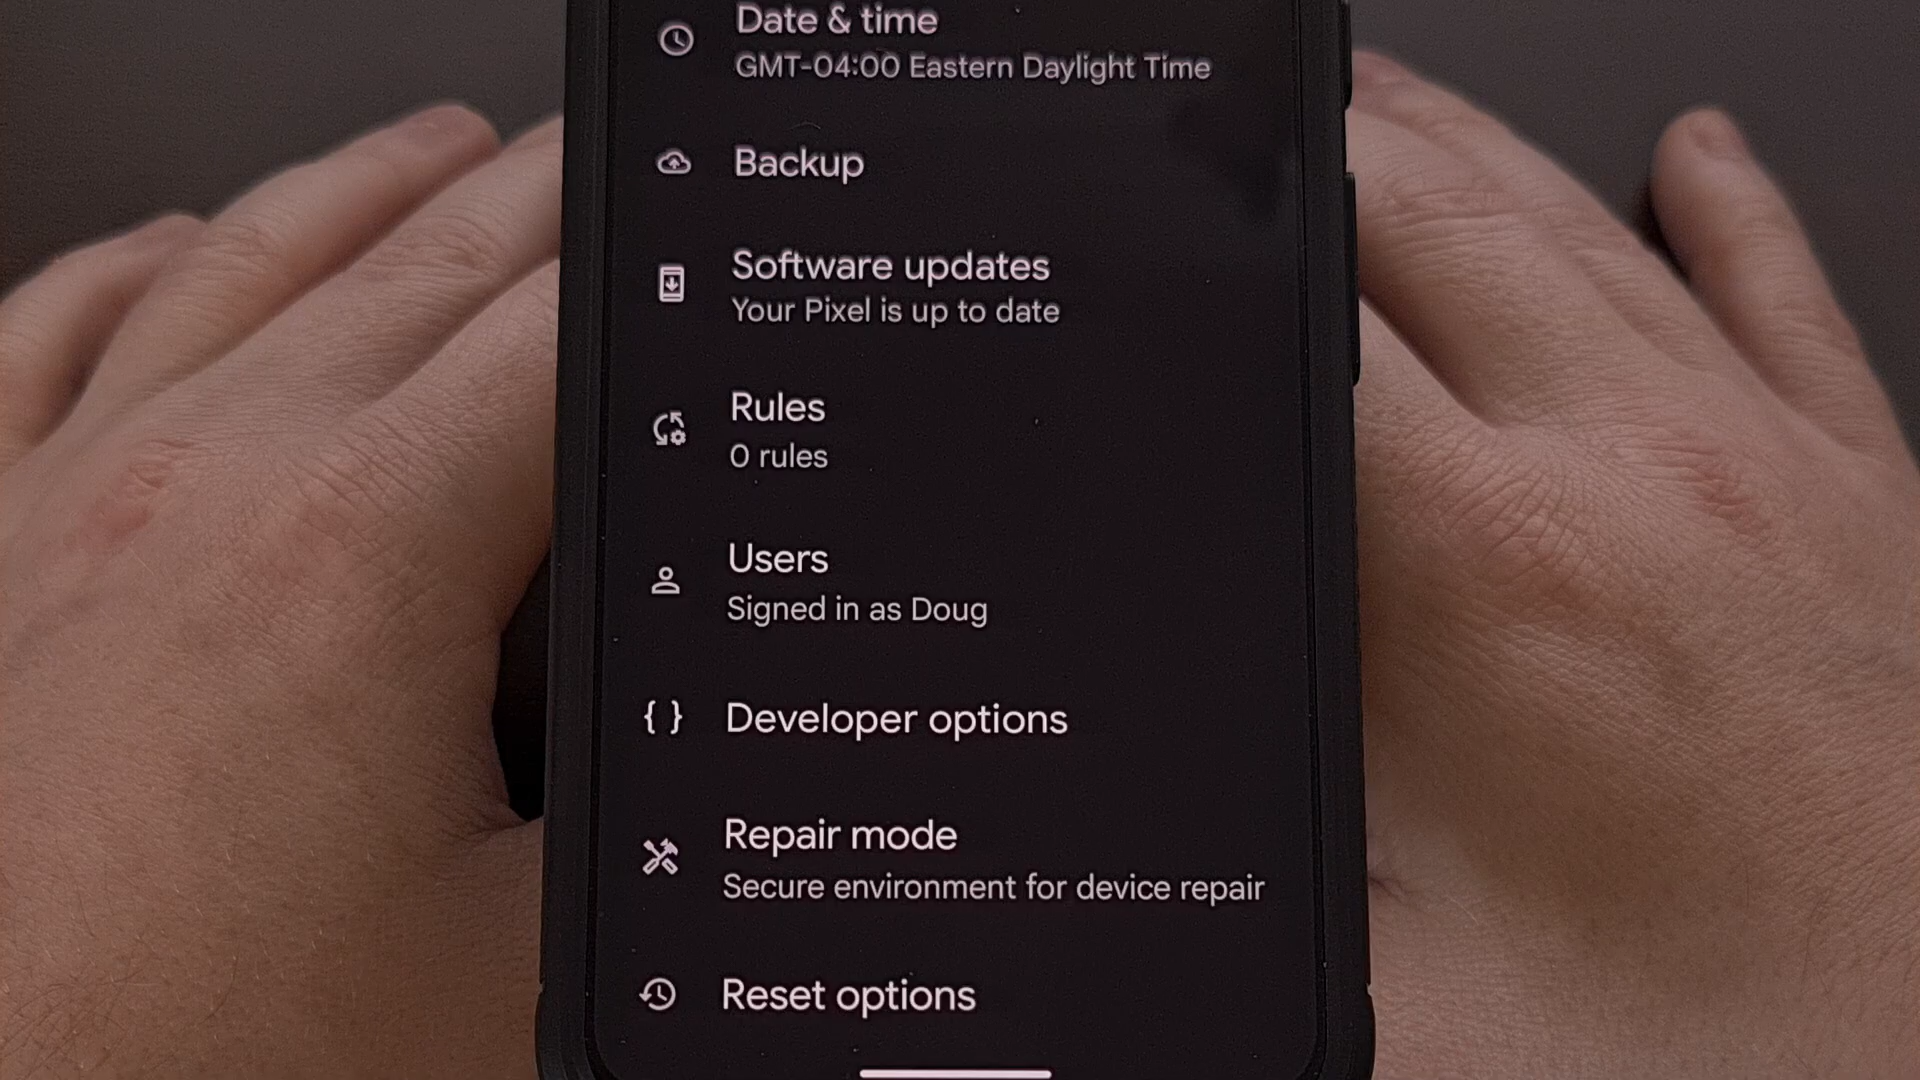 Date & time
GMT-04:00 Eastern Daylight Time
Backup
Software updates
Your Pixel is up to date
Rules
0 rules
Users
Signed in as Doug
Developer options
Repair mode
Secure environment for device repair
Reset options